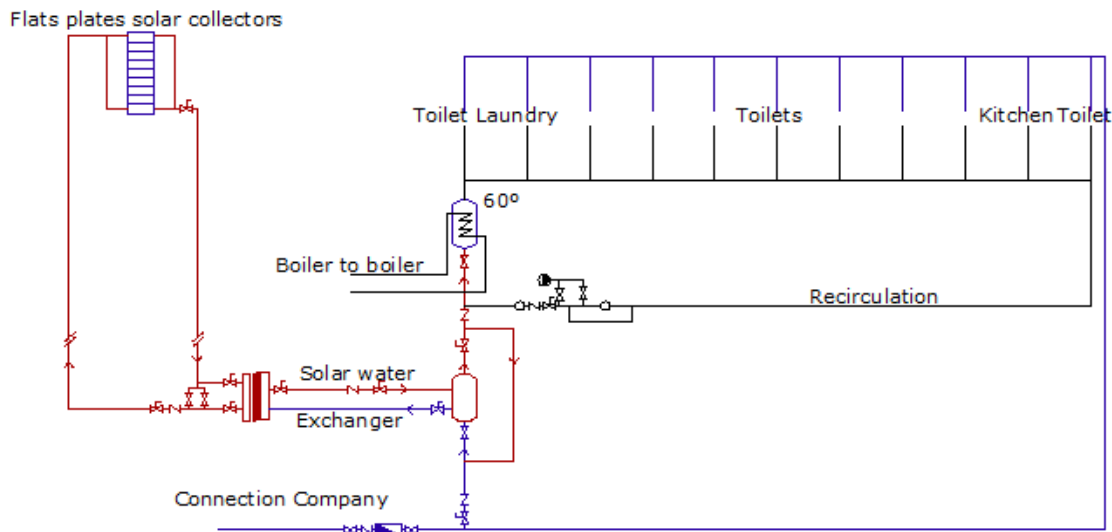 Flats plates solar collectors
Toilet Laundry Toilets Kitchen Toilet
60º
Boiler to boiler
Recirculation
Solar water
Exchanger
Connection Company